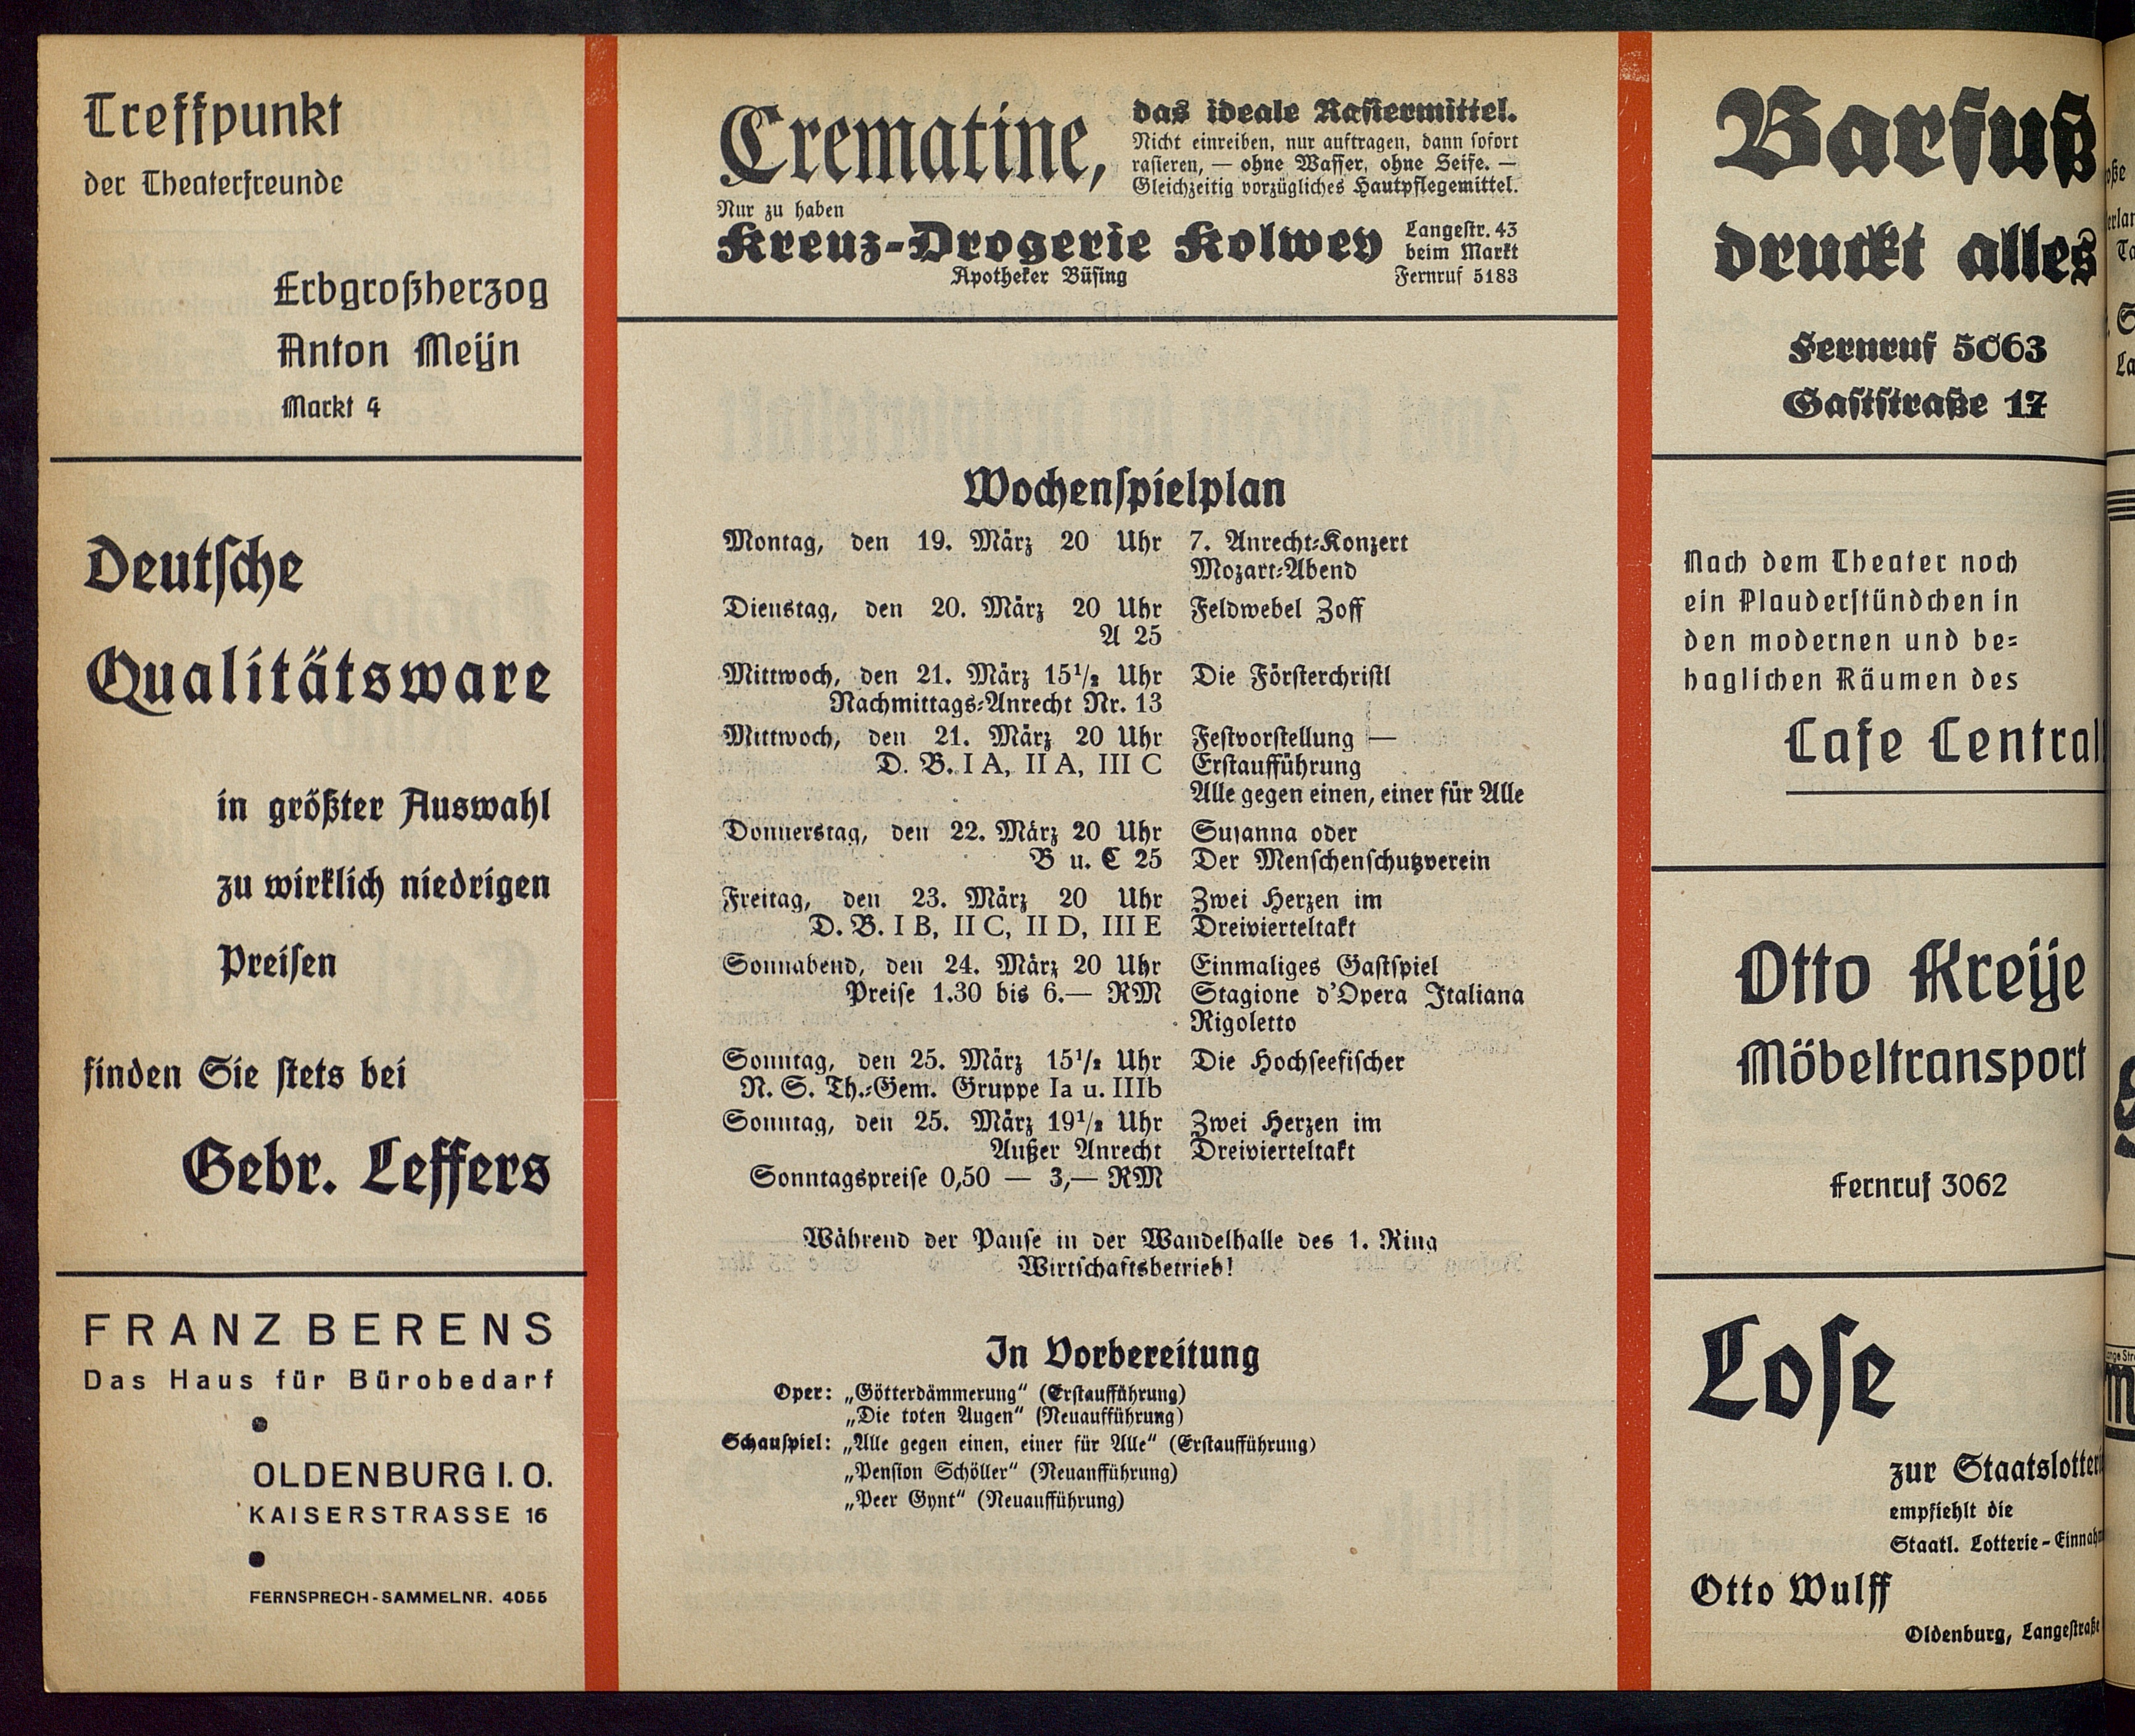 Treffpunkt
der Theaterfreunde
Erbgroßherzog
Anton Meijn
Markt 4
Deutsche
Qualitätsware
in größter Auswahl
zu wirklich niedrigen
Preisen
finden Sie stets bei
Gebr. Leffers
FRANZ BERENS
Das Haus für Bürobedarf
OLDENBURG I. O.
KAISERSTRASSE 16
FERNSPRECH-SAMMELNR. 4055
Crematine,
das ideale Rasiermittel.
Nicht einreiben, nur auftragen, dann sofort
rasieren, — ohne Wasser, ohne Seife. —
Gleichzeitig vorzügliches Hautpflegemittel.
Nur zu haben
Kreuz-Drogerie Kolwey
Apotheker Büsing
Langestr. 43
beim Markt
Fernruf 5183
Wochenspielplan
Montag, den 19. März 20 Uhr 7. Anrecht-Konzert
Mozart-Abend
Dienstag, den 20. März 20 Uhr Feldwebel Zoff
A 25
Mittwoch, den 21. März 15½ Uhr Die Försterchristl
Nachmittags-Anrecht Nr. 13
Mittwoch, den 21. März 20 Uhr Festvorstellung —
D. B. I A, II A, III C Erstaufführung
Alle gegen einen, einer für Alle
Donnerstag, den 22. März 20 Uhr Susanna oder
B u. C 25 Der Menschenschutzverein
Freitag, den 23. März 20 Uhr Zwei Herzen im
D. B. I B, II C, II D, III E Dreivierteltakt
Sonnabend, den 24. März 20 Uhr Einmaliges Gastspiel
Preise 1.30 bis 6.— RM Stagione d'Opera Italiana
Rigoletto
Sonntag, den 25. März 15½ Uhr Die Hochseefischer
N. S. Th.-Gem. Gruppe Ia u. IIIb
Sonntag, den 25. März 19½ Uhr Zwei Herzen im
Außer Anrecht Dreivierteltakt
Sonntagspreise 0,50 — 3,— RM
Während der Pause in der Wandelhalle des 1. Ring
Wirtschaftsbetrieb!
In Vorbereitung
Oper: „Götterdämmerung“ (Erstaufführung)
„Die toten Augen“ (Neuaufführung)
Schauspiel: „Alle gegen einen, einer für Alle“ (Erstaufführung)
„Pension Schöller“ (Neuaufführung)
„Peer Gynt“ (Neuaufführung)
Barfuß
druckt alles
Fernruf 5063
Gaststraße 17
Nach dem Theater noch
ein Plauderstündchen in
den modernen und be-
haglichen Räumen des
Cafe Central
Otto Kreije
Möbeltransport
Fernruf 3062
Lose
zur Staatslotter
empfiehlt die
Staatl. Lotterie-Einnah
Otto Wulff
Oldenburg, Langestraße